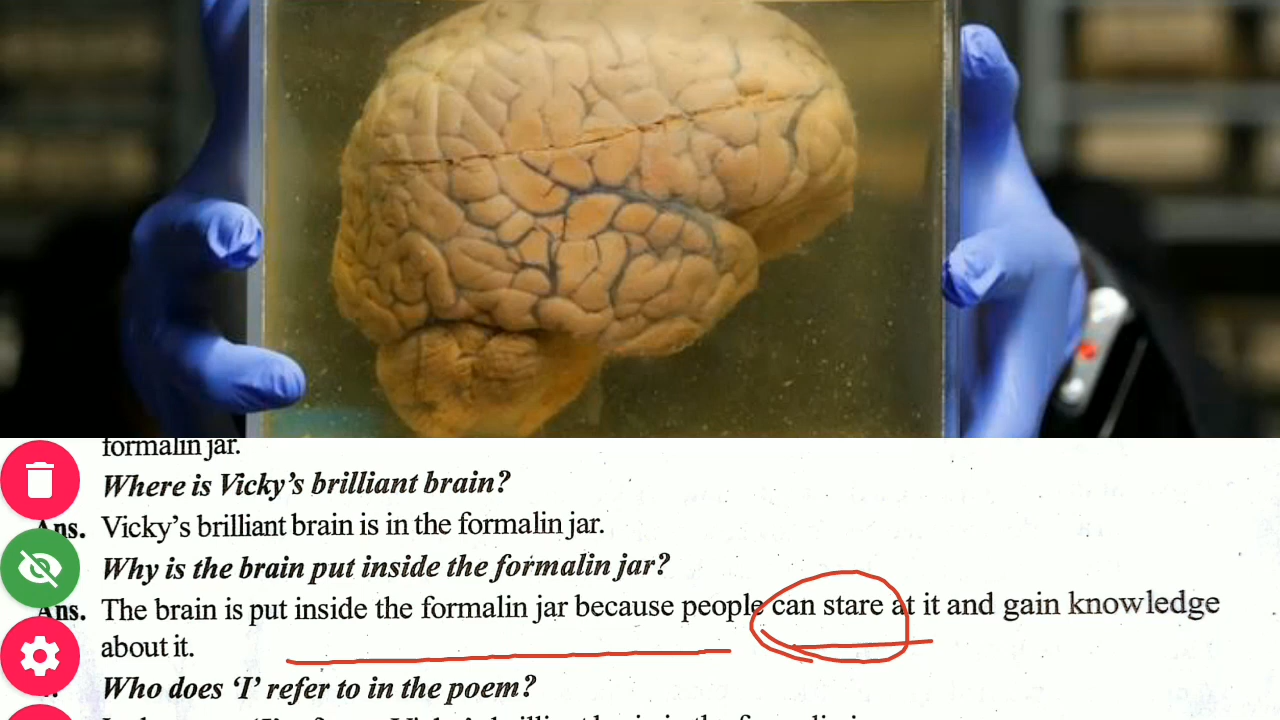 formalin jar.
Where is Vicky's brilliant brain?
Ans. Vicky's brilliant brain is in the formalin jar.
Why is the brain put inside the formalin jar?
Ans. The brain is put inside the formalin jar because people can stare at it and gain knowledge
about it.
Who does 'I' refer to in the poem?